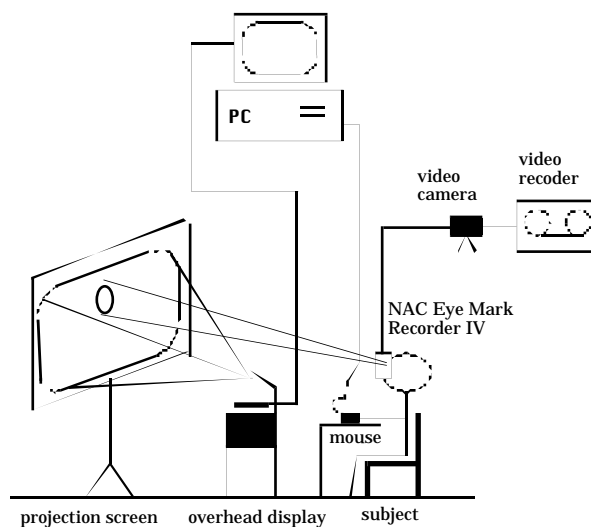 PC
video
camera
video
recoder
NAC Eye Mark
Recorder IV
mouse
projection screen
overhead display
subject